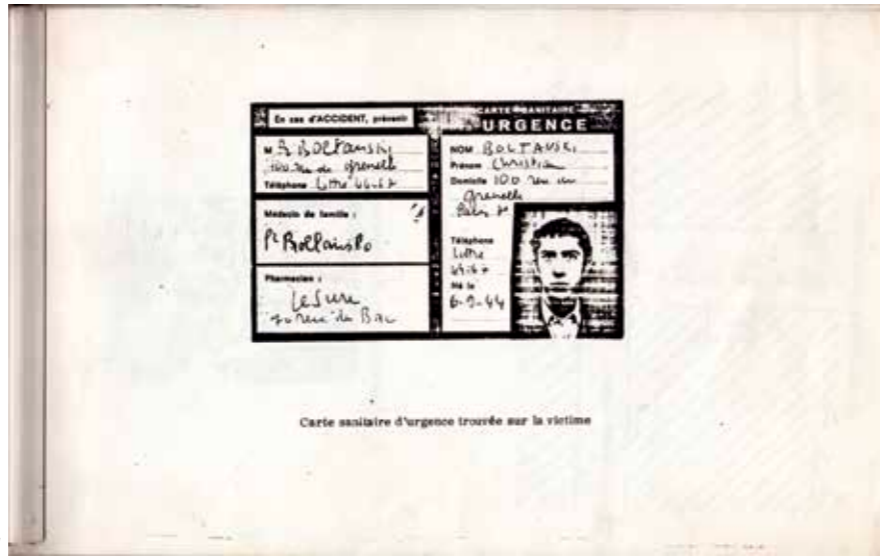 En cas d'ACCIDENT, prévenir
M
BOLTANSKI
100 rue de grenelle
Téléphone Littré
Médecin de famille :
Pr Boltanski
Pharmacien :
Lesure
rue du Bac
CARTE SANITAIRE
URGENCE
NOM BOLTANSKI
Prénom Christian
Domicile 100 rue de
grenelle
Paris 7e
Téléphone
Littré
Né le
6-9-44
Carte sanitaire d'urgence trouvée sur la victime